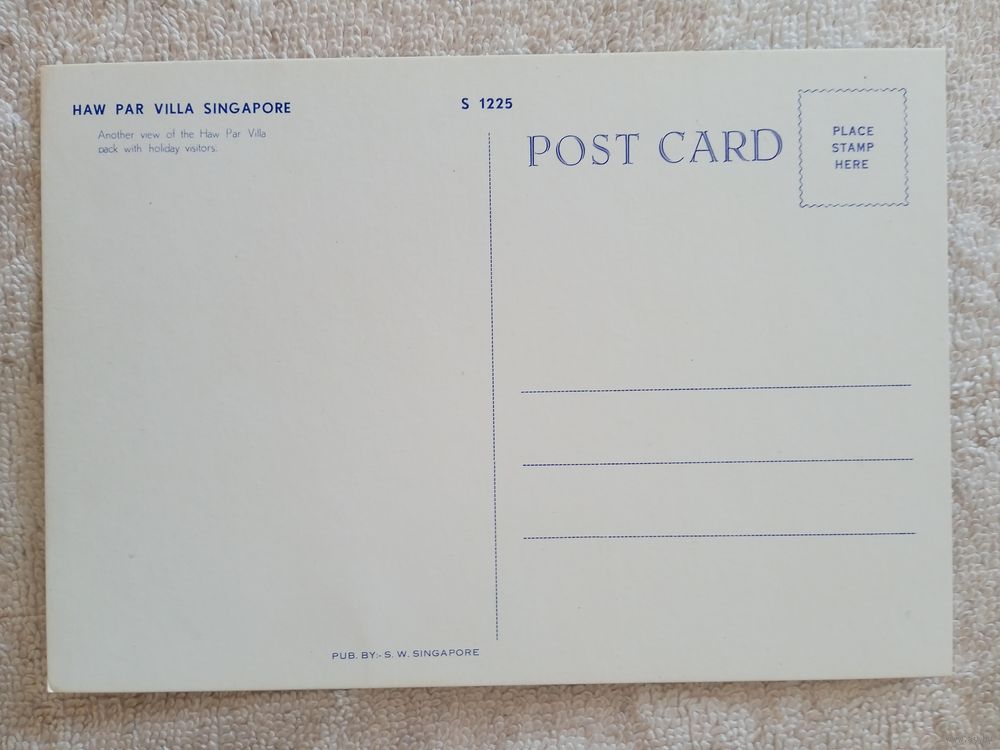 HAW PAR VILLA SINGAPORE
Another view of the Haw Par Villa
pack with holiday visitors.
S 1225
POST CARD
PLACE
STAMP
HERE
PUB. BY:- S. W. SINGAPORE